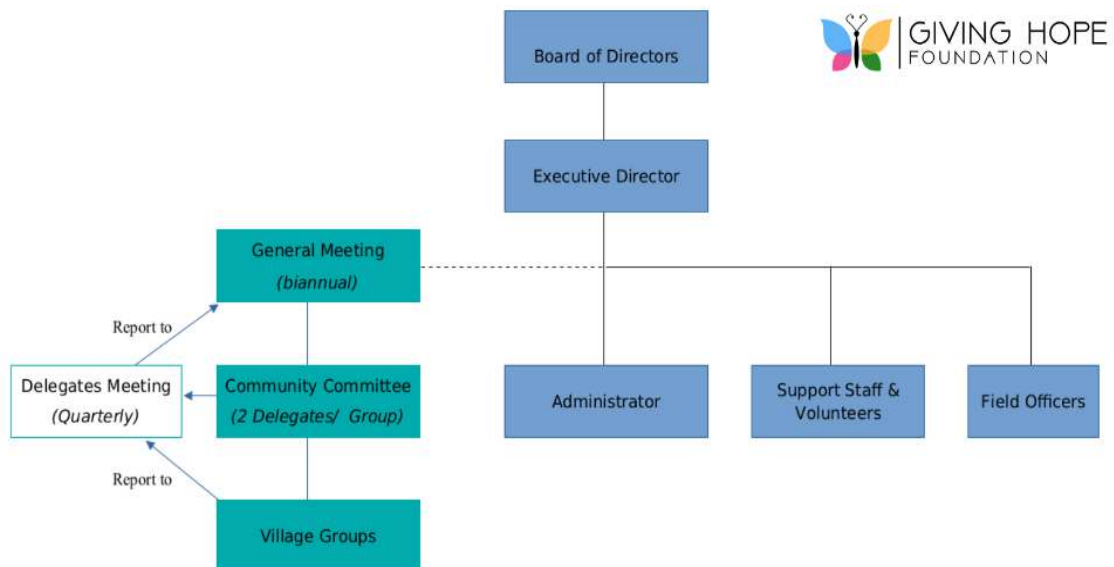 Board of Directors
GIVING HOPE
FOUNDATION
Executive Director
General Meeting
(biannual)
Report to
Delegates Meeting
(Quarterly)
Community Committee
(2 Delegates/ Group)
Administrator
Support Staff &
Volunteers
Field Officers
Report to
Village Groups